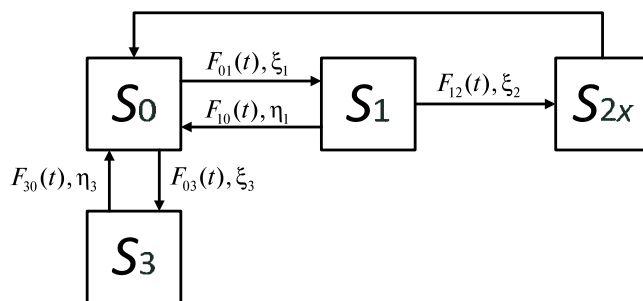 F₀₁(t), ξ₁
F₁₂(t), ξ₂
S0
S1
S2x
F₁₀(t), η₁
F₃₀(t), η₃
F₀₃(t), ξ₃
S3